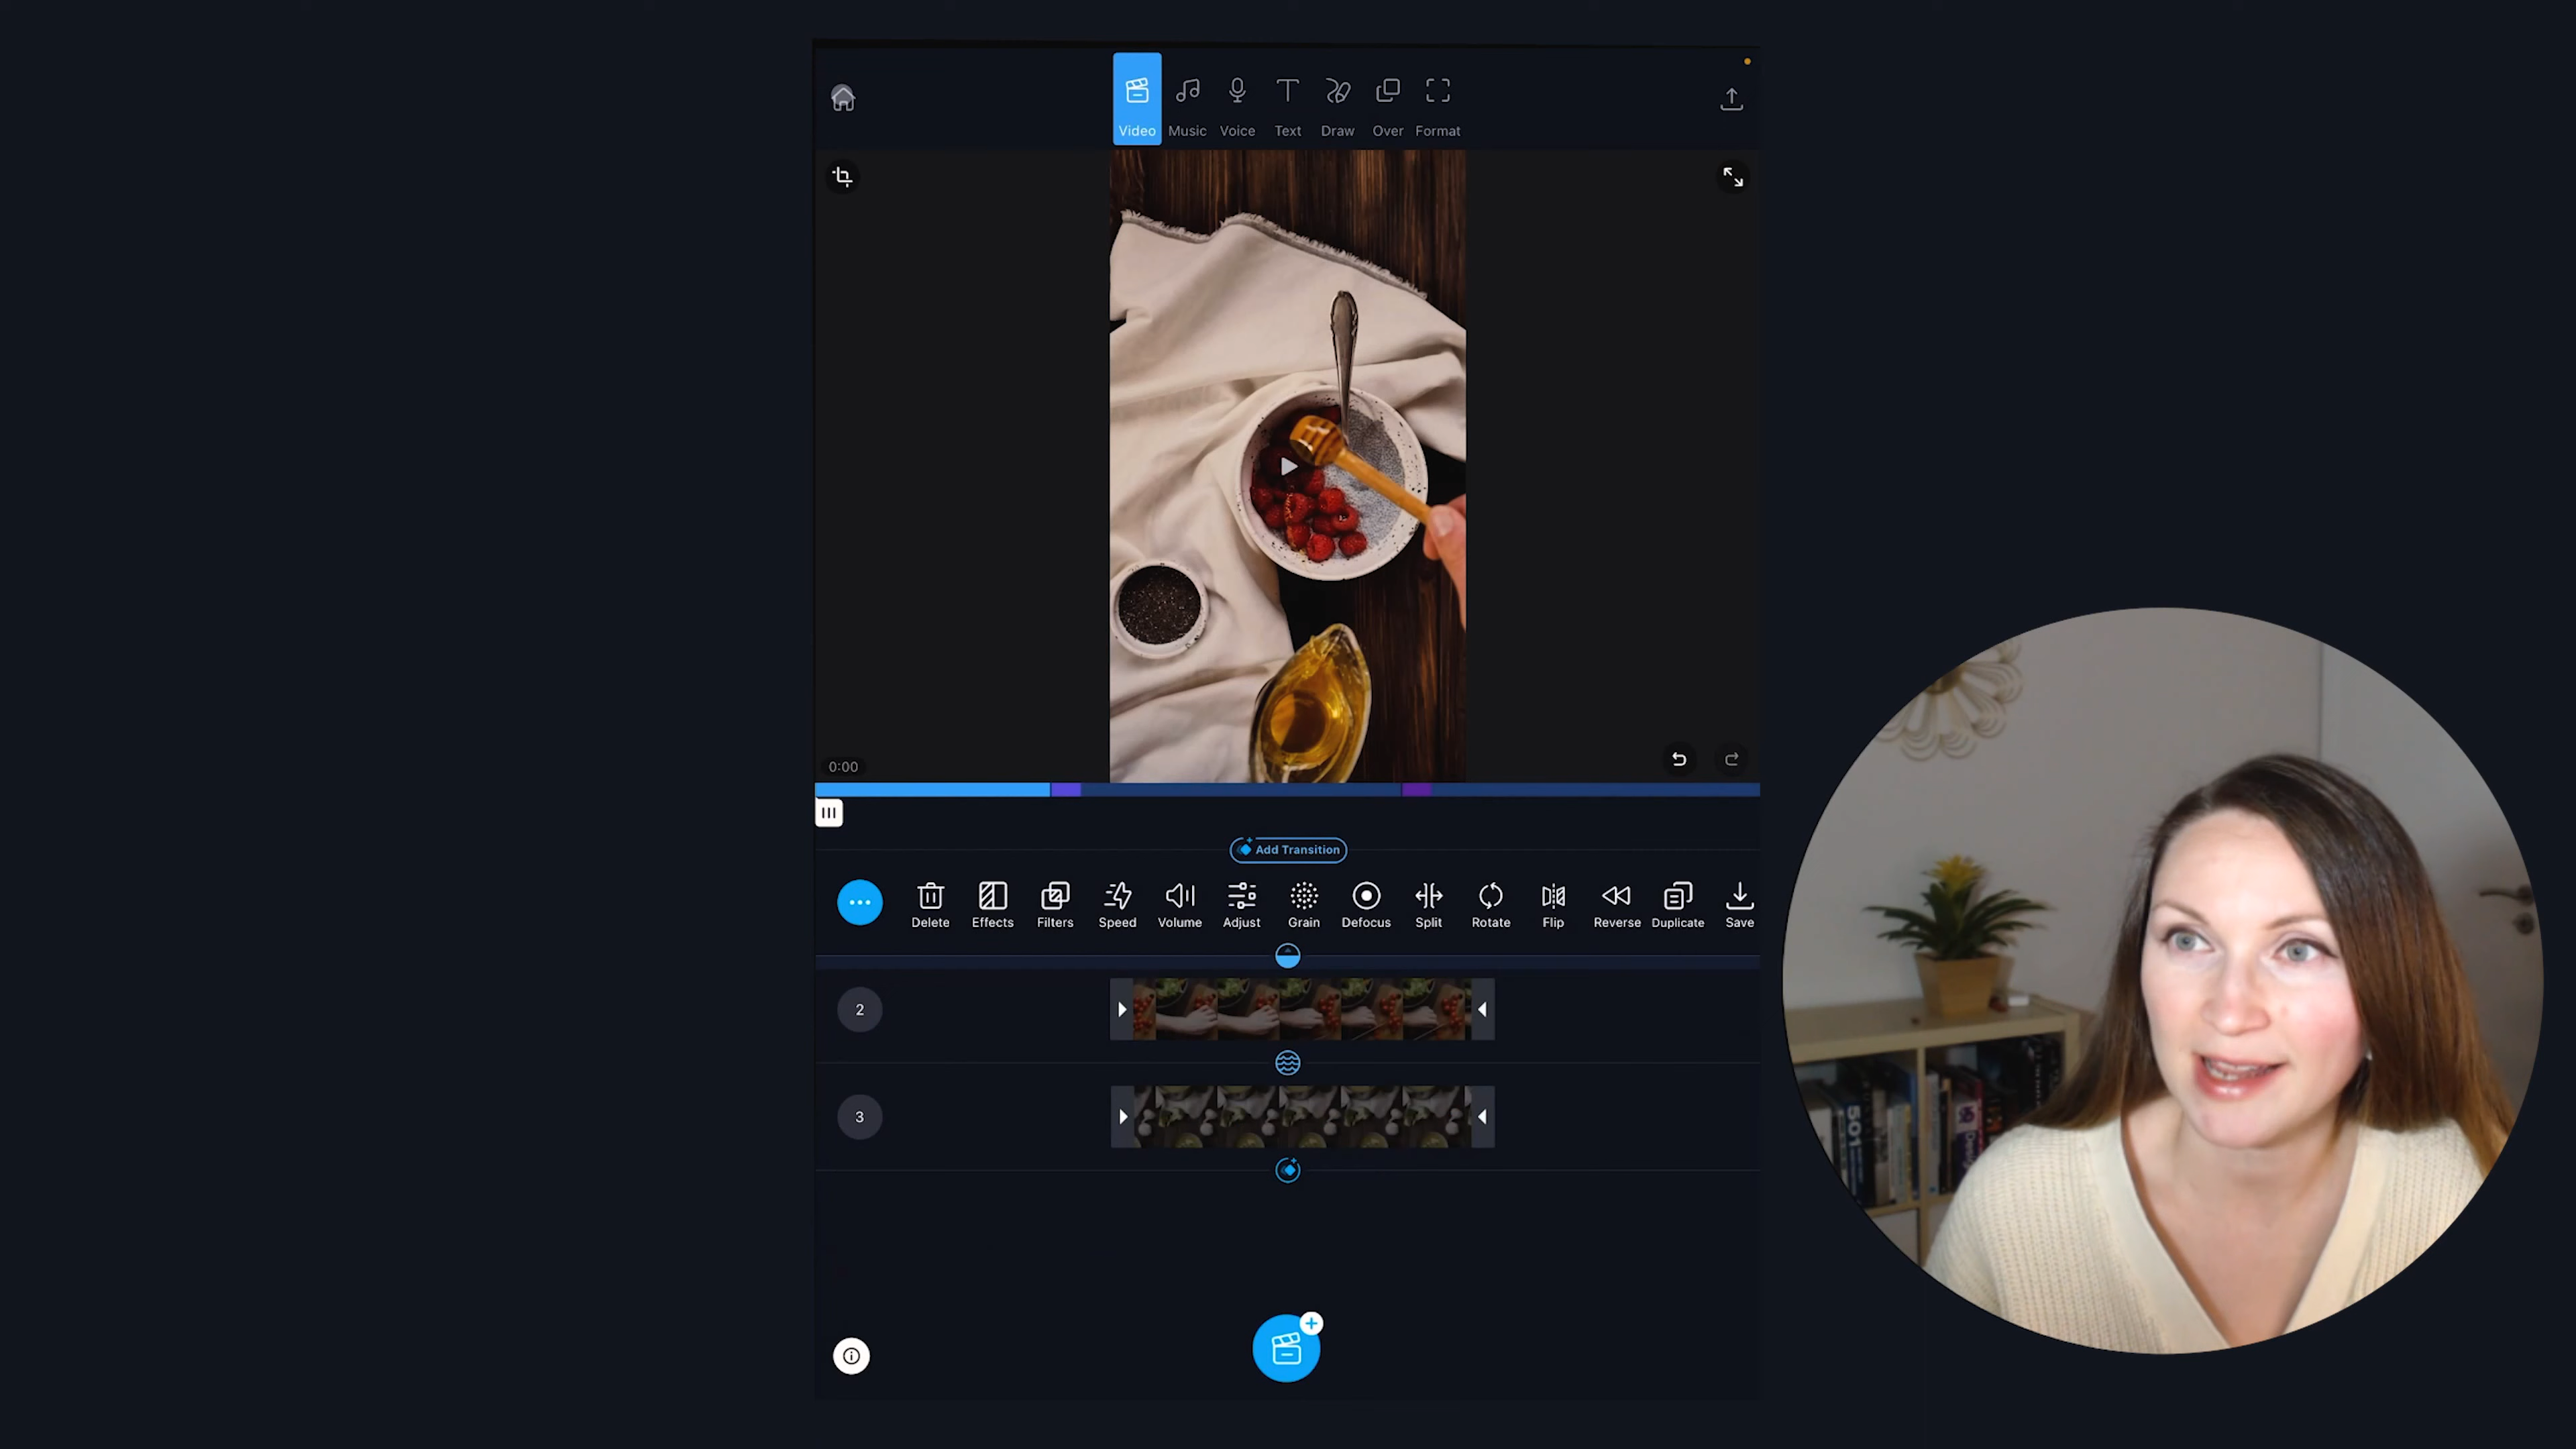 Video Music Voice Text Draw Over Format
0:00
Add Transition
Delete Effects Filters Speed Volume Adjust Grain Defocus Split Rotate Flip Reverse Duplicate Save
2
3
501